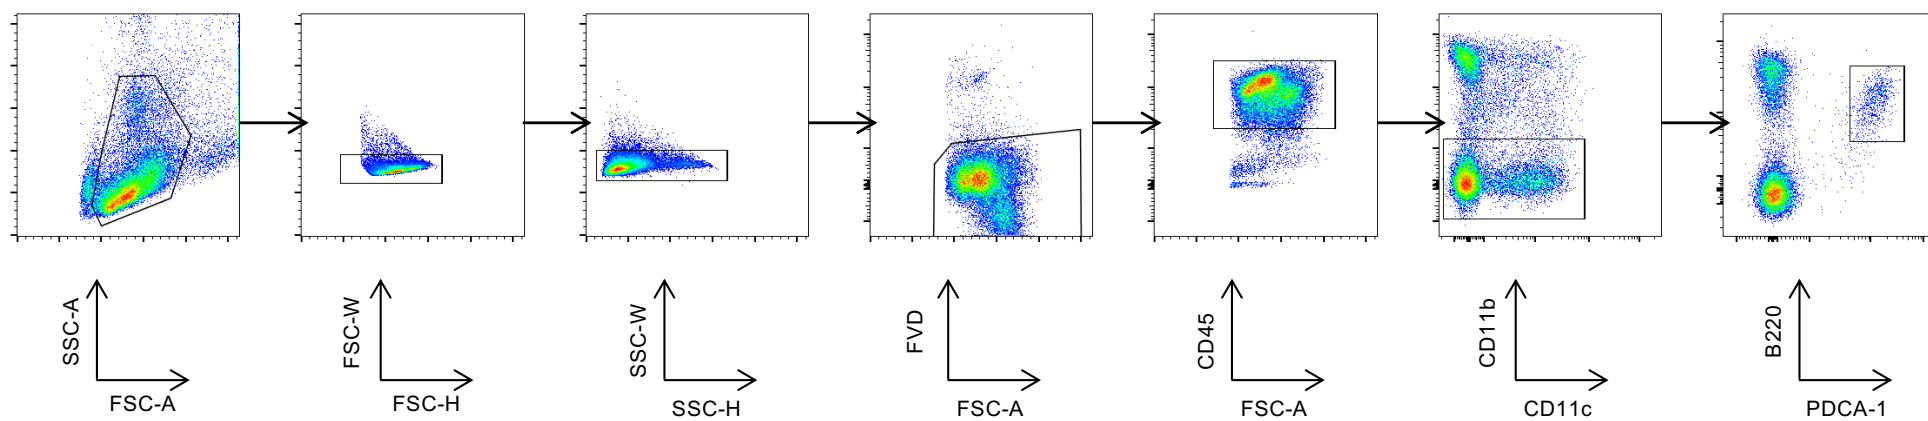 SSC-A
FSC-A
FSC-W
FSC-H
SSC-W
SSC-H
FVD
FSC-A
CD45
FSC-A
CD11b
CD11c
B220
PDCA-1